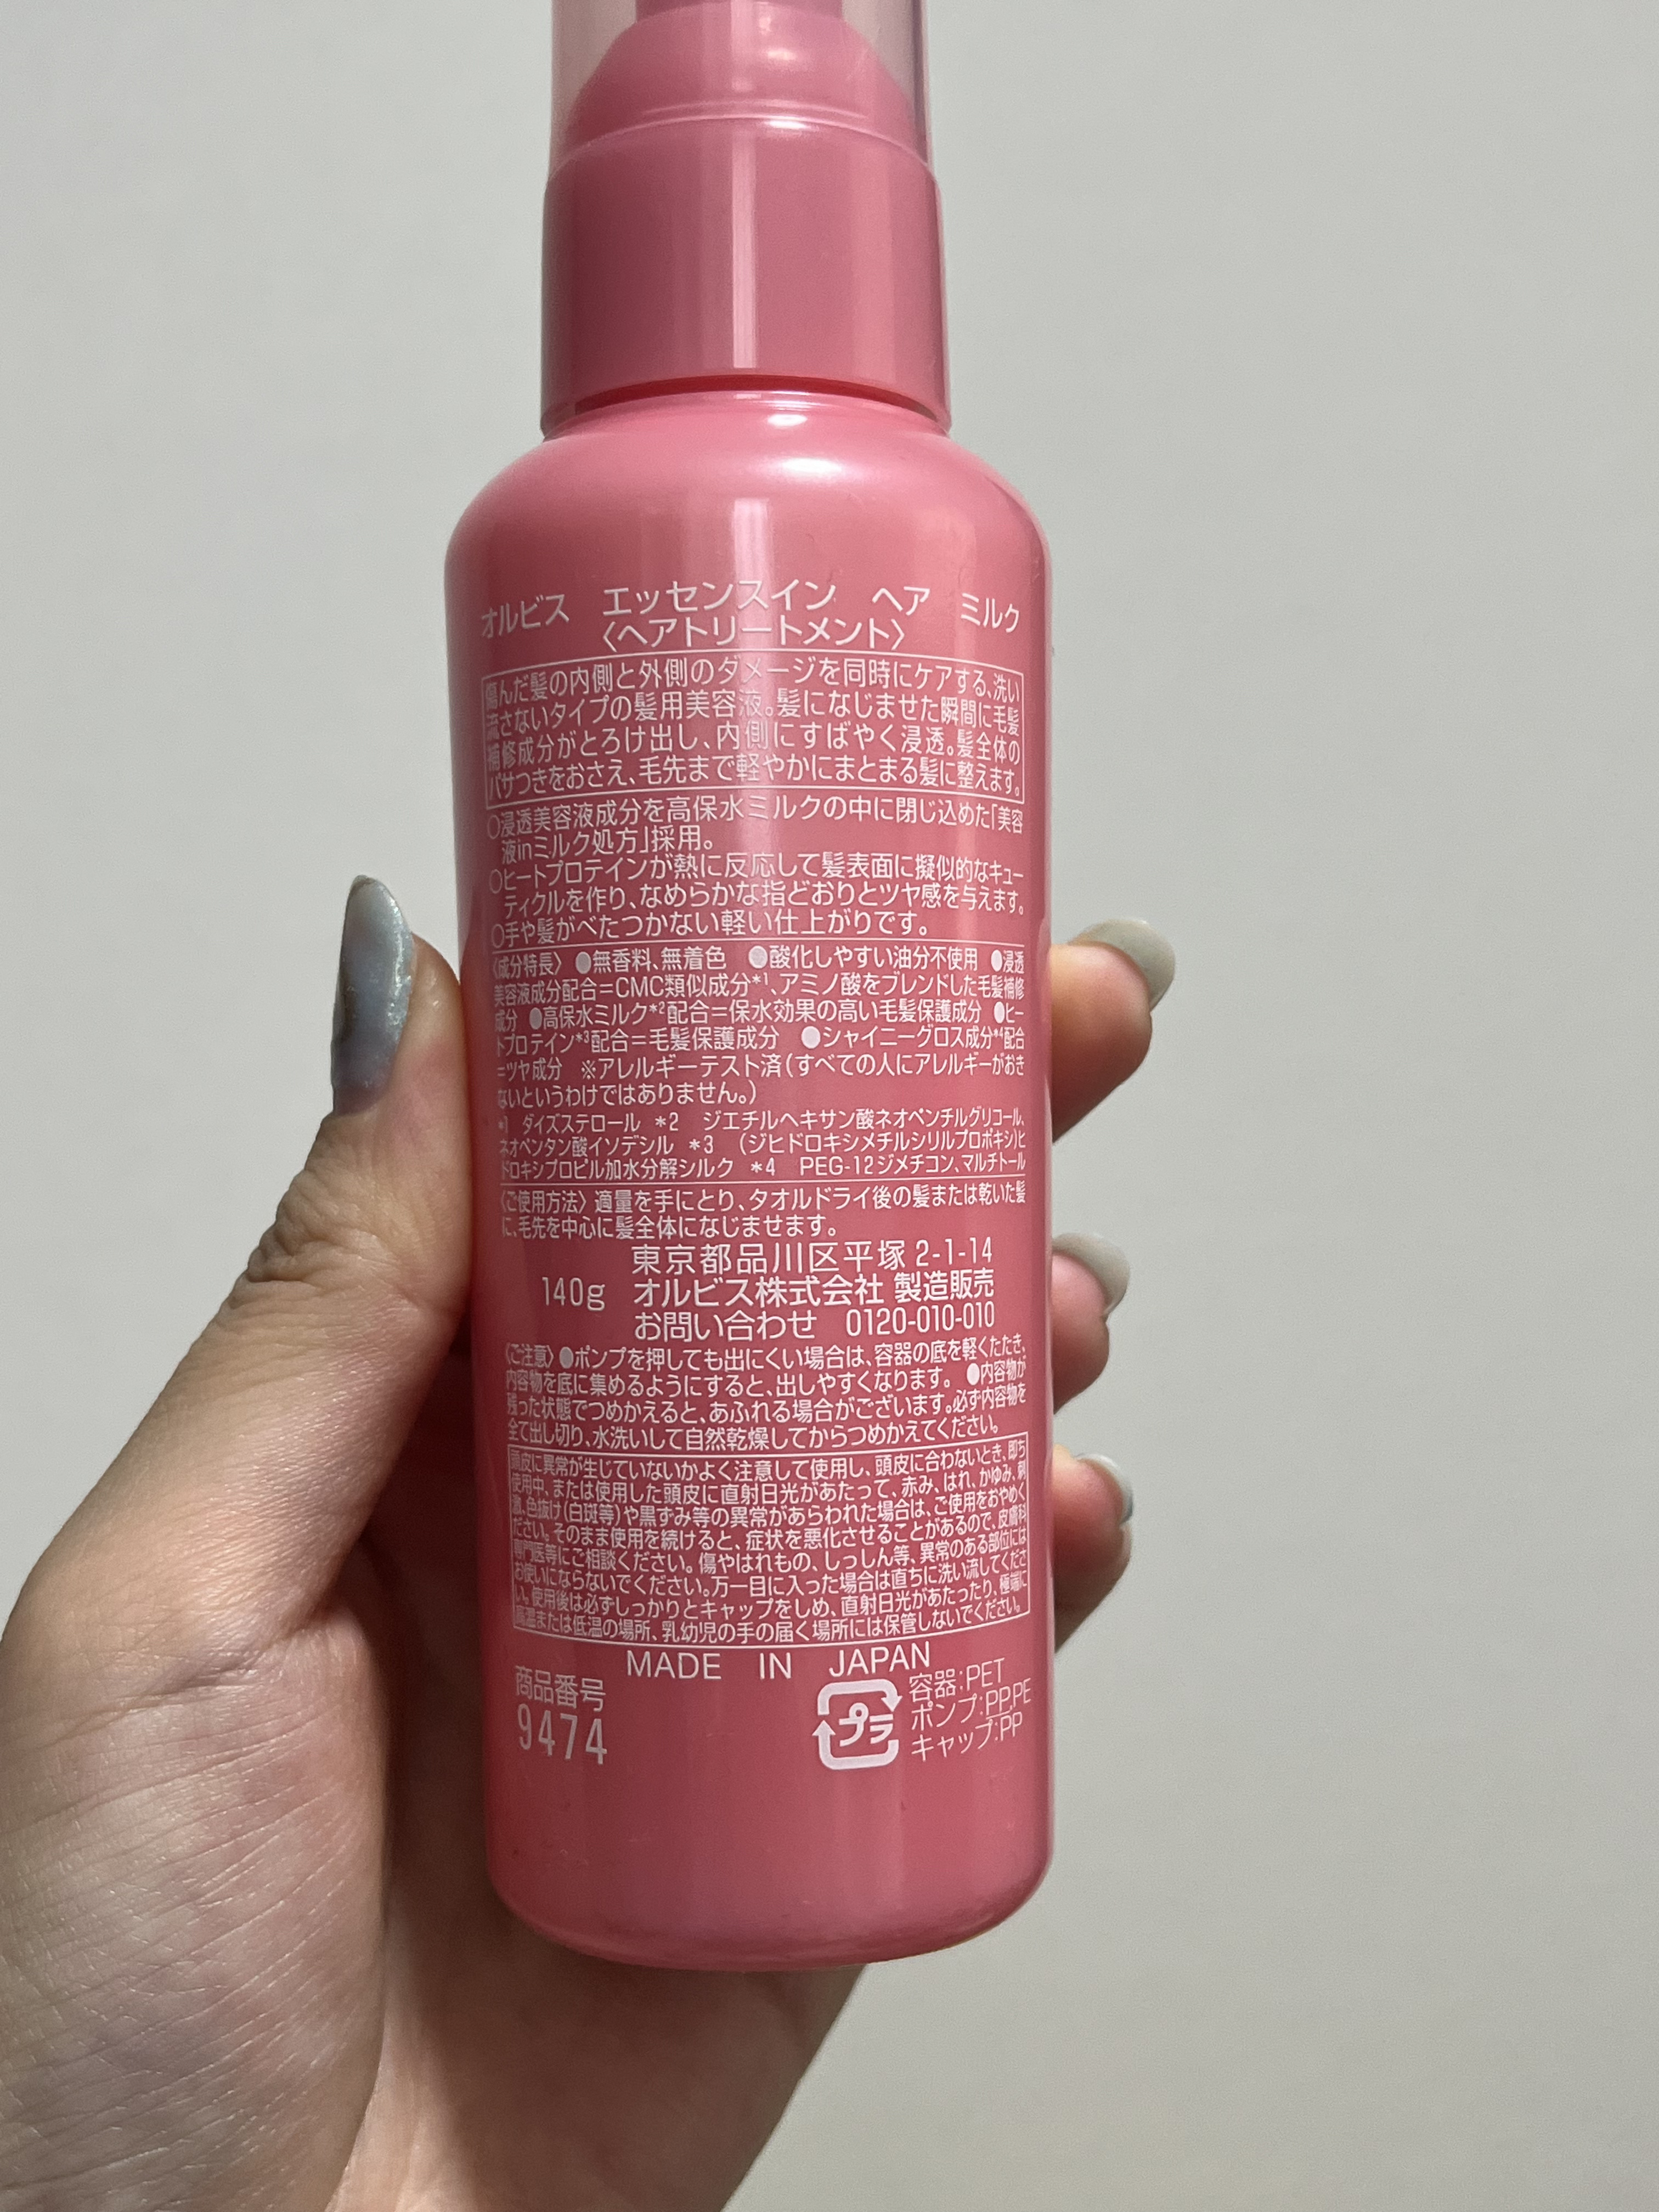 オルビス　エッセンスイン　ヘア　ミルク
〈ヘアトリートメント〉
傷んだ髪の内側と外側のダメージを同時にケアする、洗い
流さないタイプの髪用美容液。髪になじませた瞬間に毛髪
補修成分がとろけ出し、内側にすばやく浸透。髪全体の
パサつきをおさえ、毛先まで軽やかにまとまる髪に整えます。
○浸透美容液成分を高保水ミルクの中に閉じ込めた「美容
液inミルク処方」採用。
○ヒートプロテインが熱に反応して髪表面に擬似的なキュー
ティクルを作り、なめらかな指どおりとツヤ感を与えます。
○手や髪がべたつかない軽い仕上がりです。
〈成分特長〉 ●無香料、無着色　●酸化しやすい油分不使用　●浸透
美容液成分配合＝CMC類似成分*1、アミノ酸をブレンドした毛髪補修
成分　●高保水ミルク*2配合＝保水効果の高い毛髪保護成分　●ヒー
トプロテイン*3配合＝毛髪保護成分　●シャイニーグロス成分*4配合
＝ツヤ成分　※アレルギーテスト済（すべての人にアレルギーがおき
ないというわけではありません。）
*1　ダイズステロール　*2　ジエチルヘキサン酸ネオペンチルグリコール、
ネオペンタン酸イソデシル　*3　（ジヒドロキシメチルシリルプロポキシ）ヒ
ドロキシプロピル加水分解シルク　*4　PEG-12ジメチコン、マルチトール
〈ご使用方法〉適量を手にとり、タオルドライ後の髪または乾いた髪
に、毛先を中心に髪全体になじませます。
東京都品川区平塚 2-1-14
140g　オルビス株式会社 製造販売
お問い合わせ　0120-010-010
〈ご注意〉●ポンプを押しても出にくい場合は、容器の底を軽くたたき、
内容物を底に集めるようにすると、出しやすくなります。　●内容物が
残った状態でつめかえると、あふれる場合がございます。必ず内容物を
全て出し切り、水洗いして自然乾燥してからつめかえてください。
頭皮に異常が生じていないかよく注意して使用し、頭皮に合わないとき、即ち
使用中、または使用した頭皮に直射日光があたって、赤み、はれ、かゆみ、刺
激、色抜け（白斑等）や黒ずみ等の異常があらわれた場合は、ご使用をおやめく
ださい。そのまま使用を続けると、症状を悪化させることがあるので、皮膚科
専門医等にご相談ください。傷やはれもの、しっしん等、異常のある部位には
お使いにならないでください。万一目に入った場合は直ちに洗い流してくださ
い。使用後は必ずしっかりとキャップをしめ、直射日光があたったり、極端に
高温または低温の場所、乳幼児の手の届く場所には保管しないでください。
MADE　IN　JAPAN
商品番号
9474
プラ
容器：PET
ポンプ：PP,PE
キャップ：PP